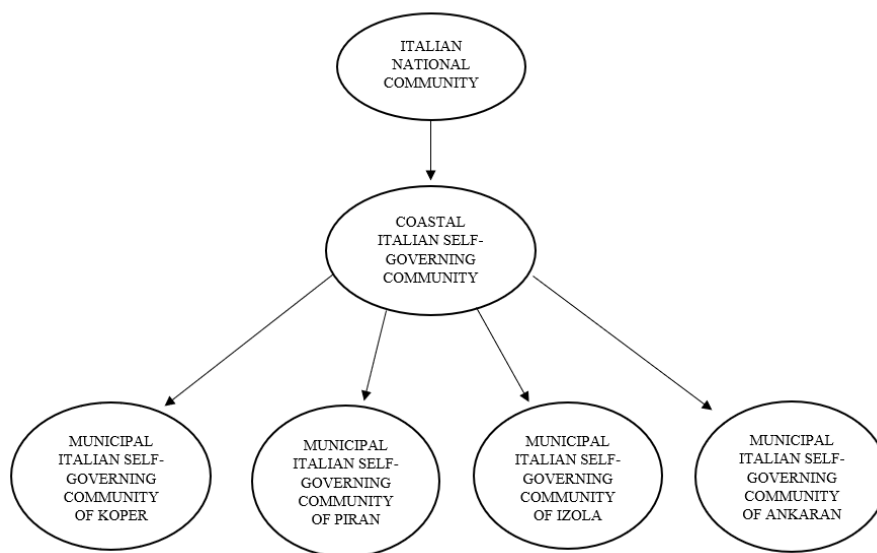 ITALIAN
NATIONAL
COMMUNITY
COASTAL
ITALIAN SELF-
GOVERNING
COMMUNITY
MUNICIPAL
ITALIAN SELF-
GOVERNING
COMMUNITY
OF KOPER
MUNICIPAL
ITALIAN SELF-
GOVERNING
COMMUNITY
OF PIRAN
MUNICIPAL
ITALIAN SELF-
GOVERNING
COMMUNITY
OF IZOLA
MUNICIPAL
ITALIAN SELF-
GOVERNING
COMMUNITY
OF ANKARAN